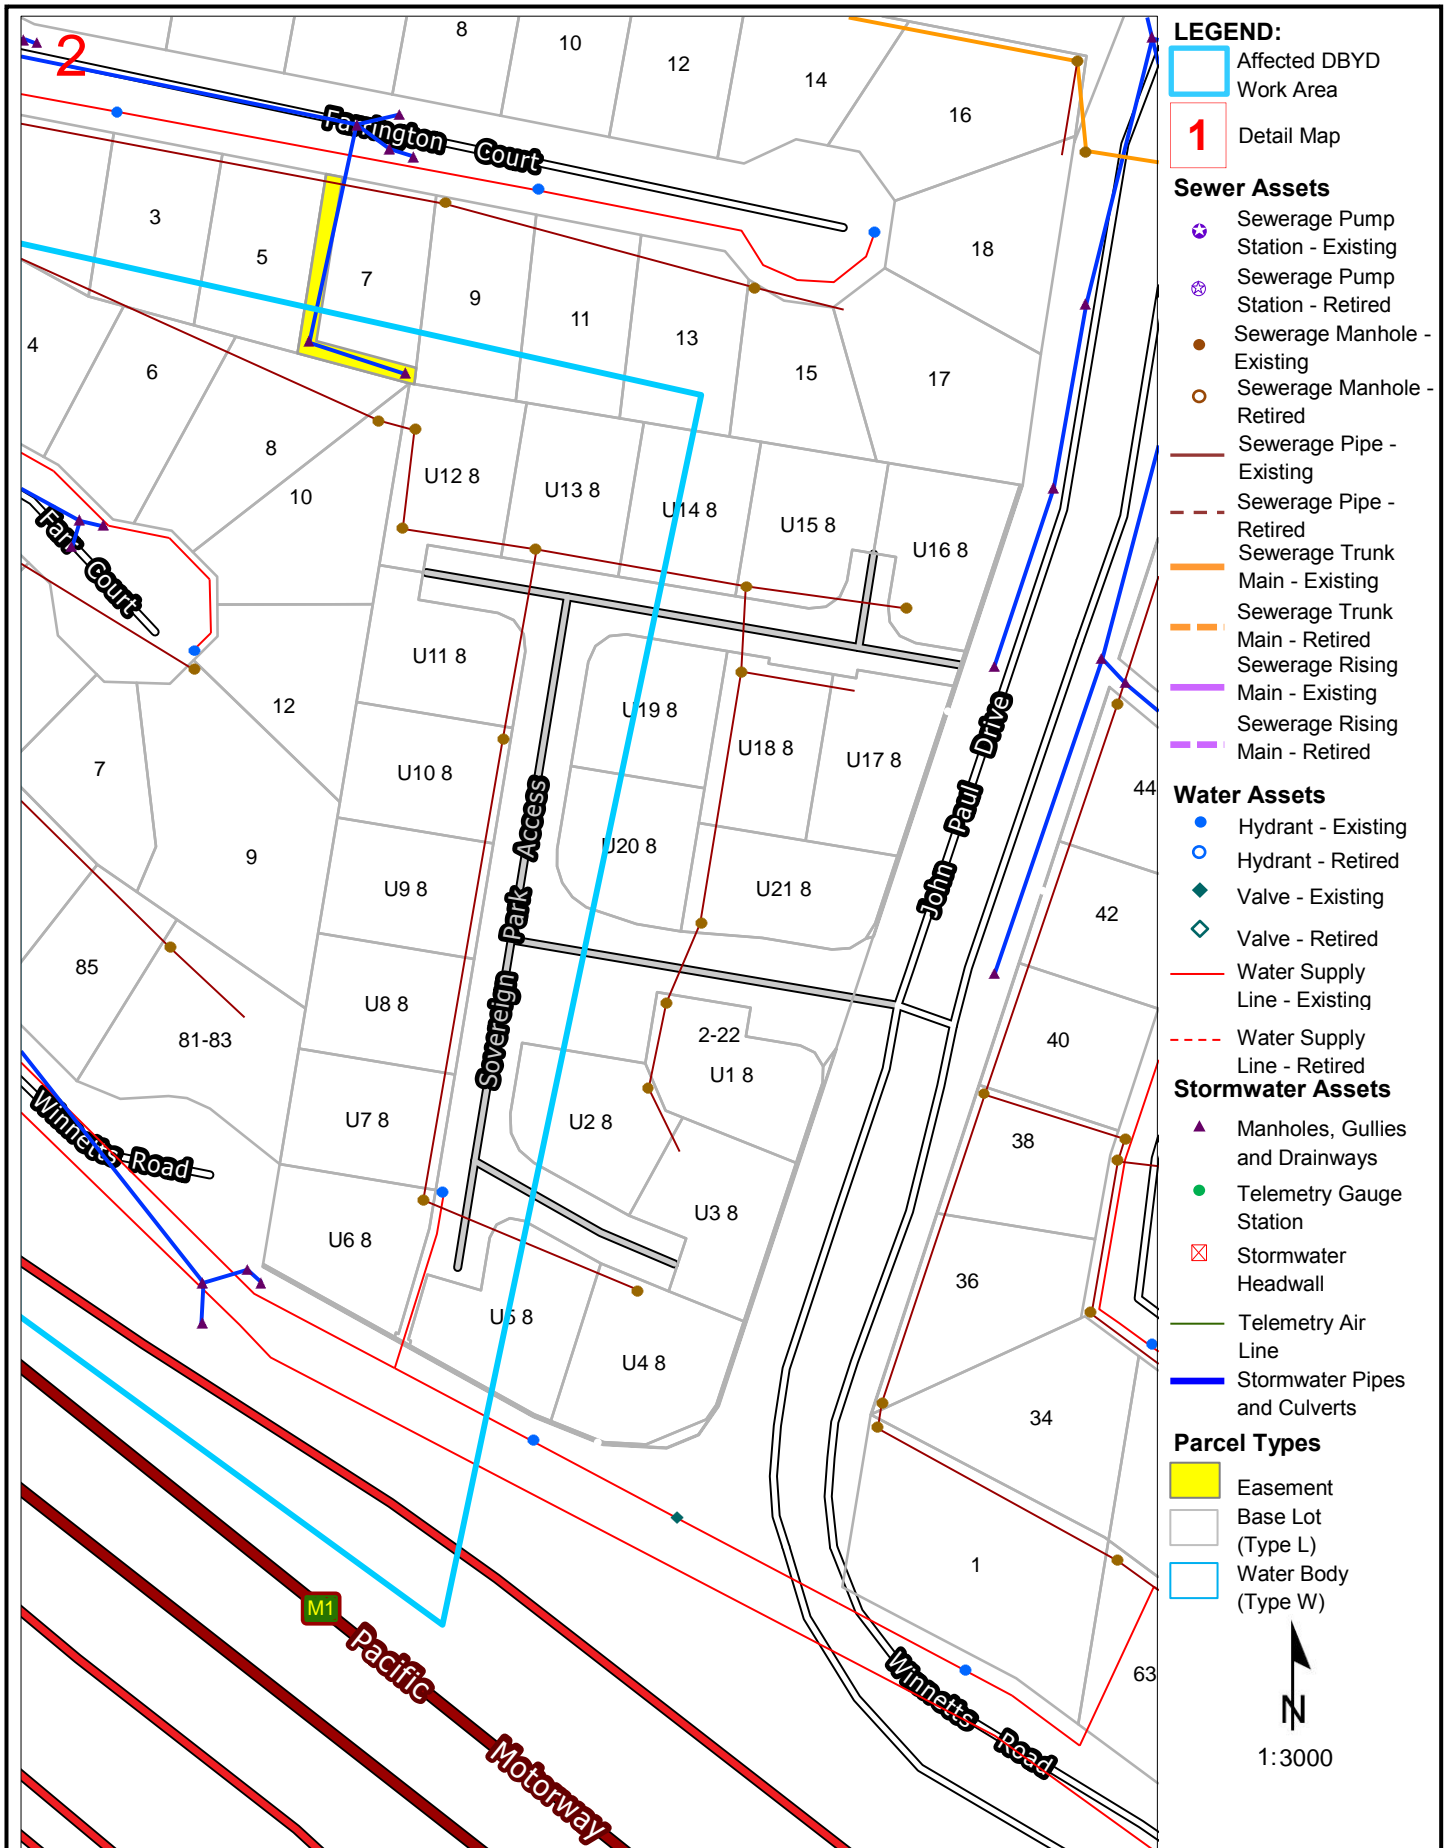 2
8
10
12
14
16
Farrington Court
3
5
7
9
11
13
15
17
18
4
6
8
10
U12 8
U13 8
U14 8
U15 8
U16 8
Farr Court
12
U11 8
U10 8
U19 8
U18 8
U17 8
7
9
U9 8
U20 8
U21 8
Sovereign Park Access
John Paul Drive
44
42
85
81-83
U8 8
2-22
U1 8
40
Winnetts Road
U7 8
U2 8
38
U6 8
U3 8
36
U5 8
U4 8
34
1
M1
Pacific Motorway
Winnetts Road
63
LEGEND:
Affected DBYD
Work Area
1
Detail Map
Sewer Assets
Sewerage Pump
Station - Existing
Sewerage Pump
Station - Retired
Sewerage Manhole -
Existing
Sewerage Manhole -
Retired
Sewerage Pipe -
Existing
Sewerage Pipe -
Retired
Sewerage Trunk
Main - Existing
Sewerage Trunk
Main - Retired
Sewerage Rising
Main - Existing
Sewerage Rising
Main - Retired
Water Assets
Hydrant - Existing
Hydrant - Retired
Valve - Existing
Valve - Retired
Water Supply
Line - Existing
Water Supply
Line - Retired
Stormwater Assets
Manholes, Gullies
and Drainways
Telemetry Gauge
Station
Stormwater
Headwall
Telemetry Air
Line
Stormwater Pipes
and Culverts
Parcel Types
Easement
Base Lot
(Type L)
Water Body
(Type W)
N
1:3000